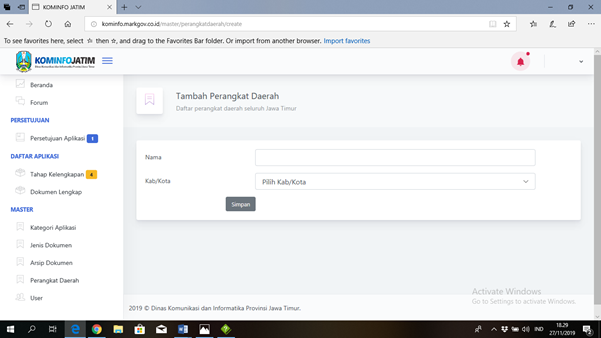 KOMINFO JATIM
kominfo.markgov.co.id/master/perangkatdaerah/create
To see favorites here, select ☆ then ☆, and drag to the Favorites Bar folder. Or import from another browser. Import favorites
KOMINFOJATIM
Beranda
Forum
PERSETUJUAN
Persetujuan Aplikasi 1
DAFTAR APLIKASI
Tahap Kelengkapan 4
Dokumen Lengkap
MASTER
Kategori Aplikasi
Jenis Dokumen
Arsip Dokumen
Perangkat Daerah
User
Tambah Perangkat Daerah
Daftar perangkat daerah seluruh Jawa Timur
Nama
Kab/Kota
Pilih Kab/Kota
Simpan
Activate Windows
Go to Settings to activate Windows.
2019 © Dinas Komunikasi dan Informatika Provinsi Jawa Timur.
IND
18.29
27/11/2019
2